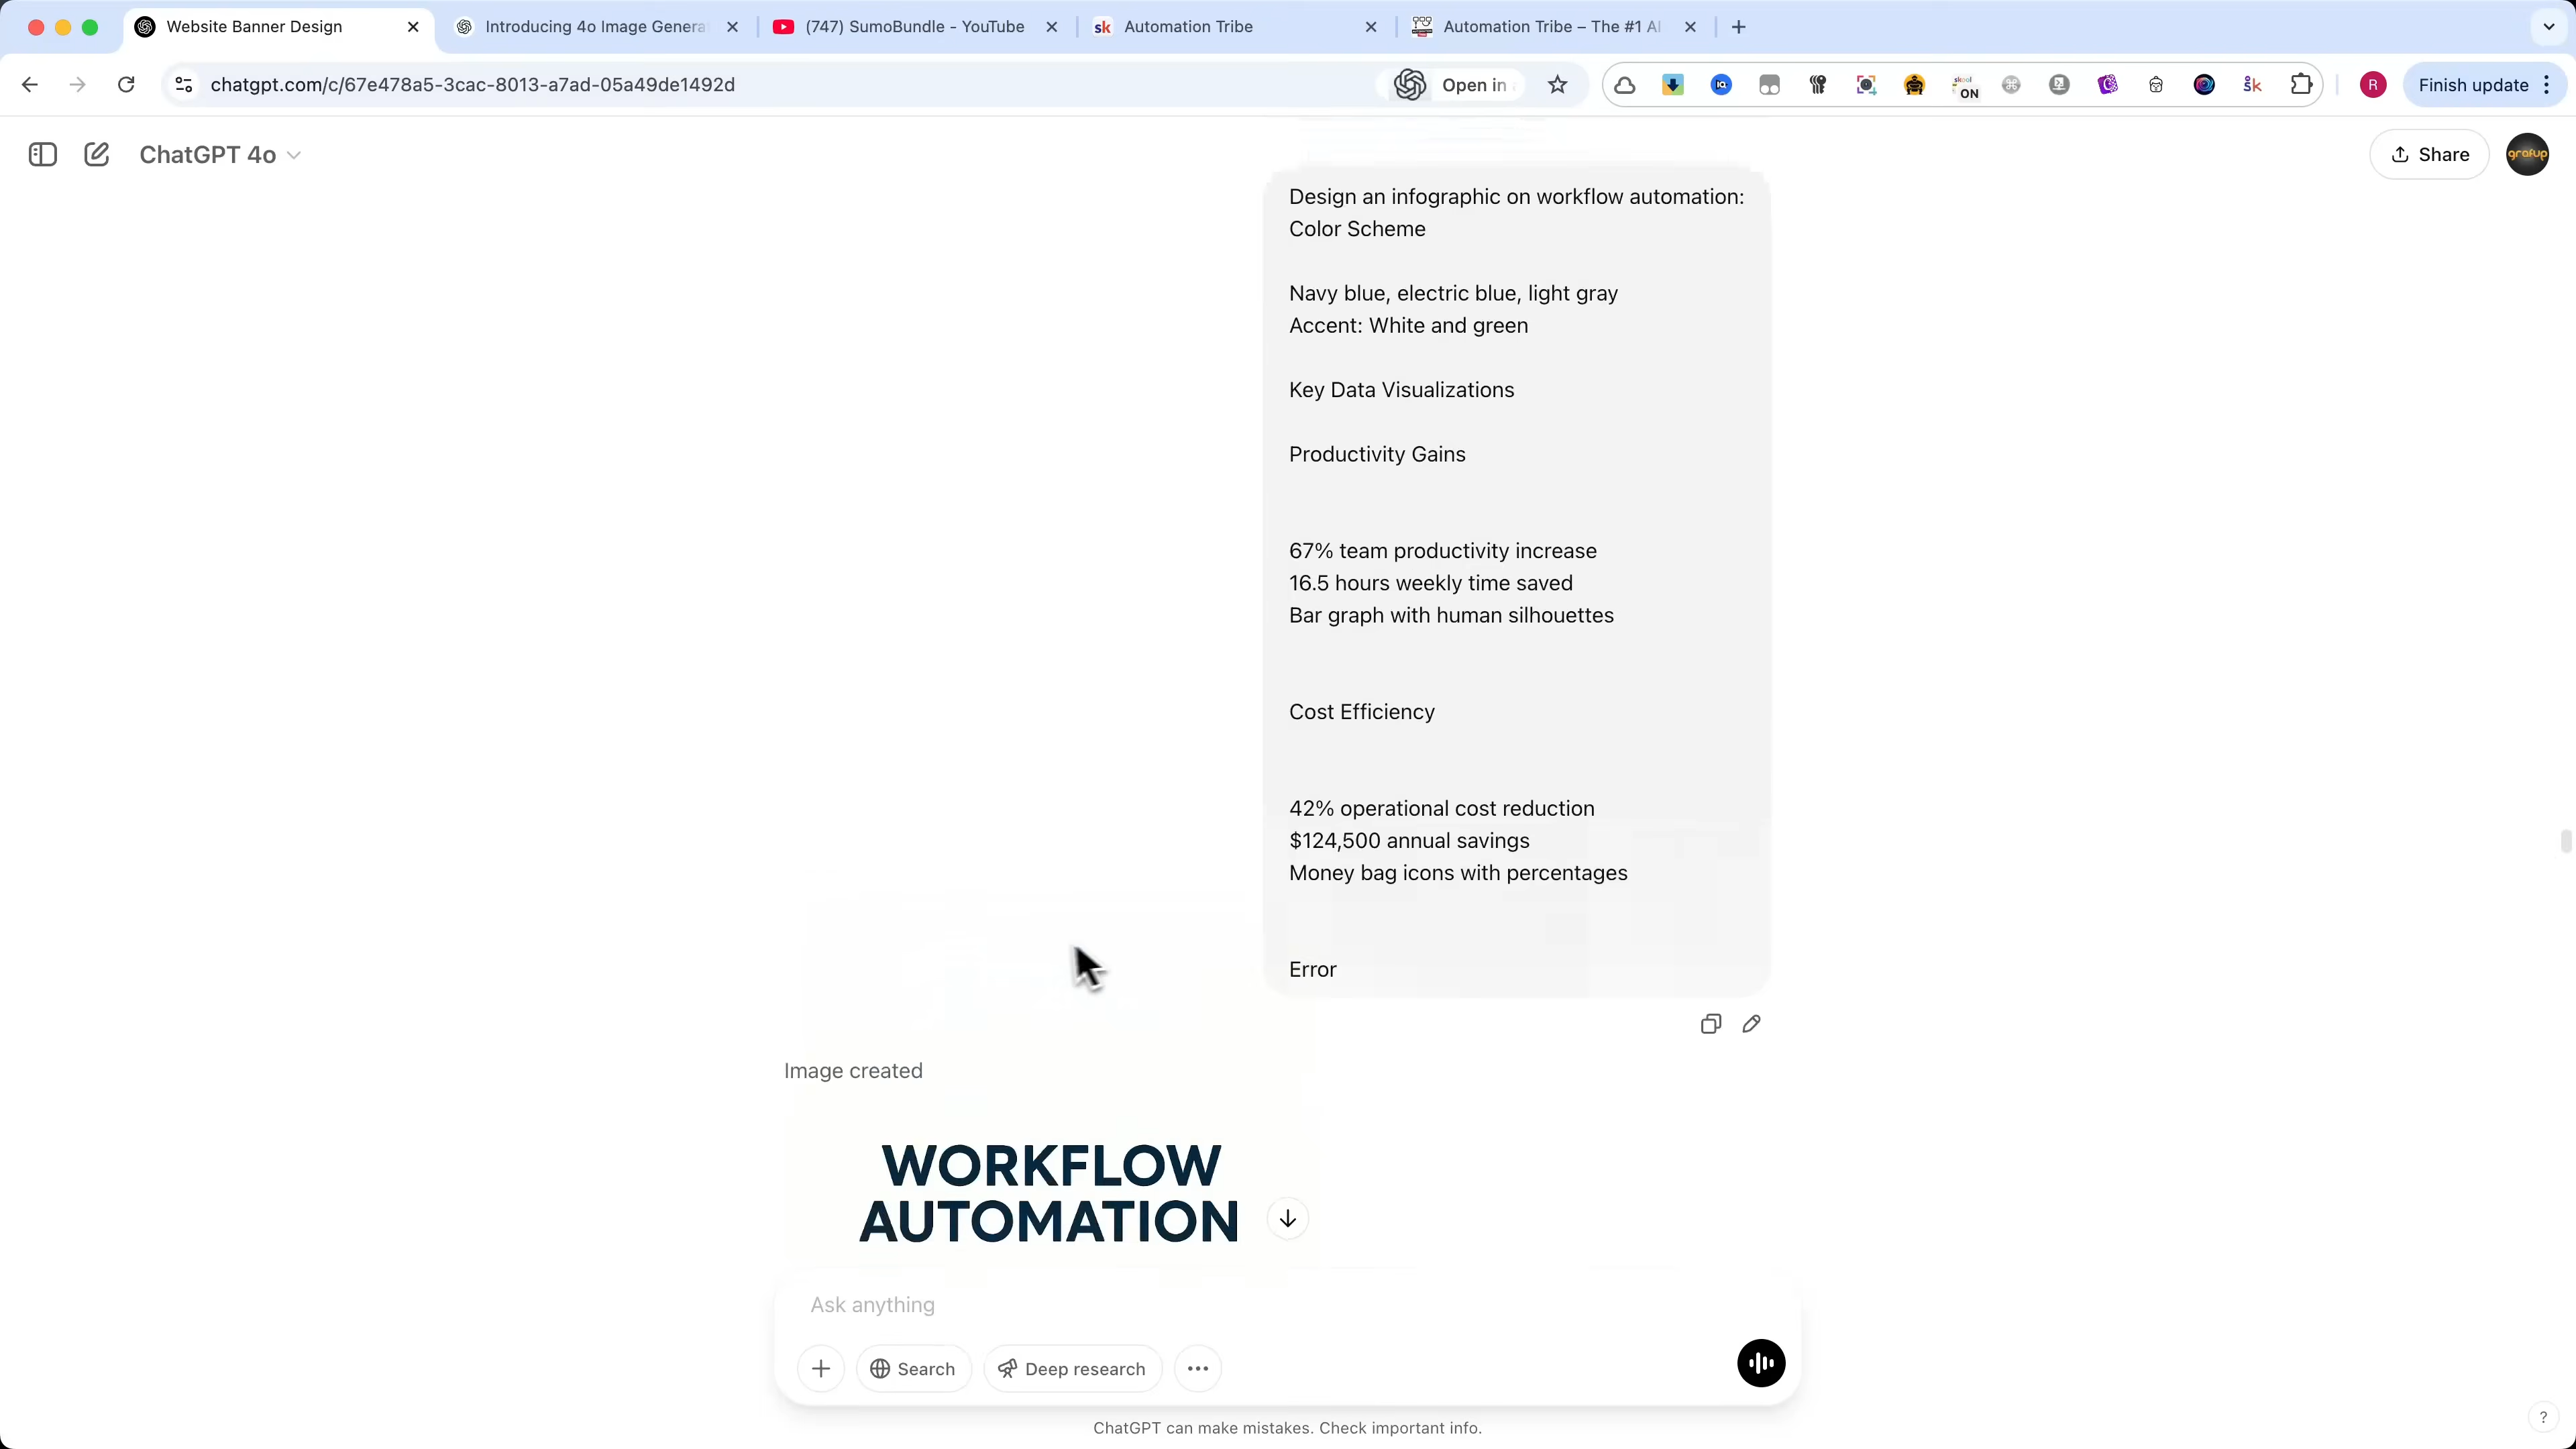 Website Banner Design
Introducing 4o Image Genera
(747) SumoBundle - YouTube
sk Automation Tribe
Automation Tribe – The #1 AI
chatgpt.com/c/67e478a5-3cac-8013-a7ad-05a49de1492d
Open in
skool
ON
sk
R
Finish update
ChatGPT 4o
Share
grafup
Design an infographic on workflow automation:
Color Scheme
Navy blue, electric blue, light gray
Accent: White and green
Key Data Visualizations
Productivity Gains
67% team productivity increase
16.5 hours weekly time saved
Bar graph with human silhouettes
Cost Efficiency
42% operational cost reduction
$124,500 annual savings
Money bag icons with percentages
Error
Image created
WORKFLOW
AUTOMATION
Ask anything
Search
Deep research
ChatGPT can make mistakes. Check important info.
?